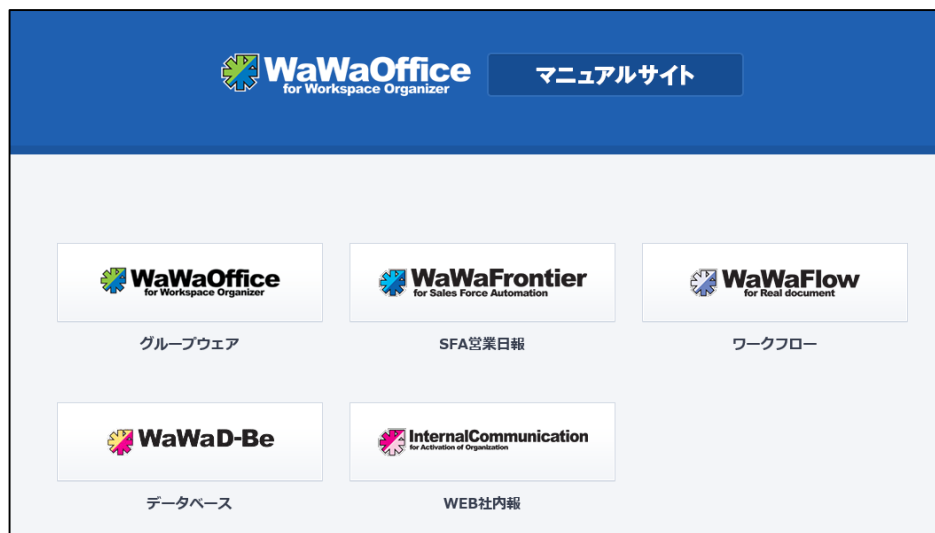 WaWaOffice
for Workspace Organizer
マニュアルサイト
WaWaOffice
for Workspace Organizer
グループウェア
WaWaFrontier
for Sales Force Automation
SFA営業日報
WaWaFlow
for Real document
ワークフロー
WaWaD-Be
データベース
InternalCommunication
for Activation of Organization
WEB社内報